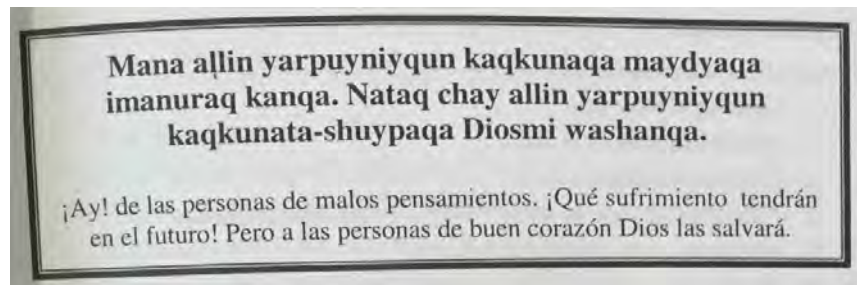 Mana allin yarpuyniyqun kaqkunaqa maydyaqa
imanuraq kanqa. Nataq chay allin yarpuyniyqun
kaqkunata-shuypaqa Diosmi washanqa.
¡Ay! de las personas de malos pensamientos. ¡Qué sufrimiento tendrán
en el futuro! Pero a las personas de buen corazón Dios las salvará.